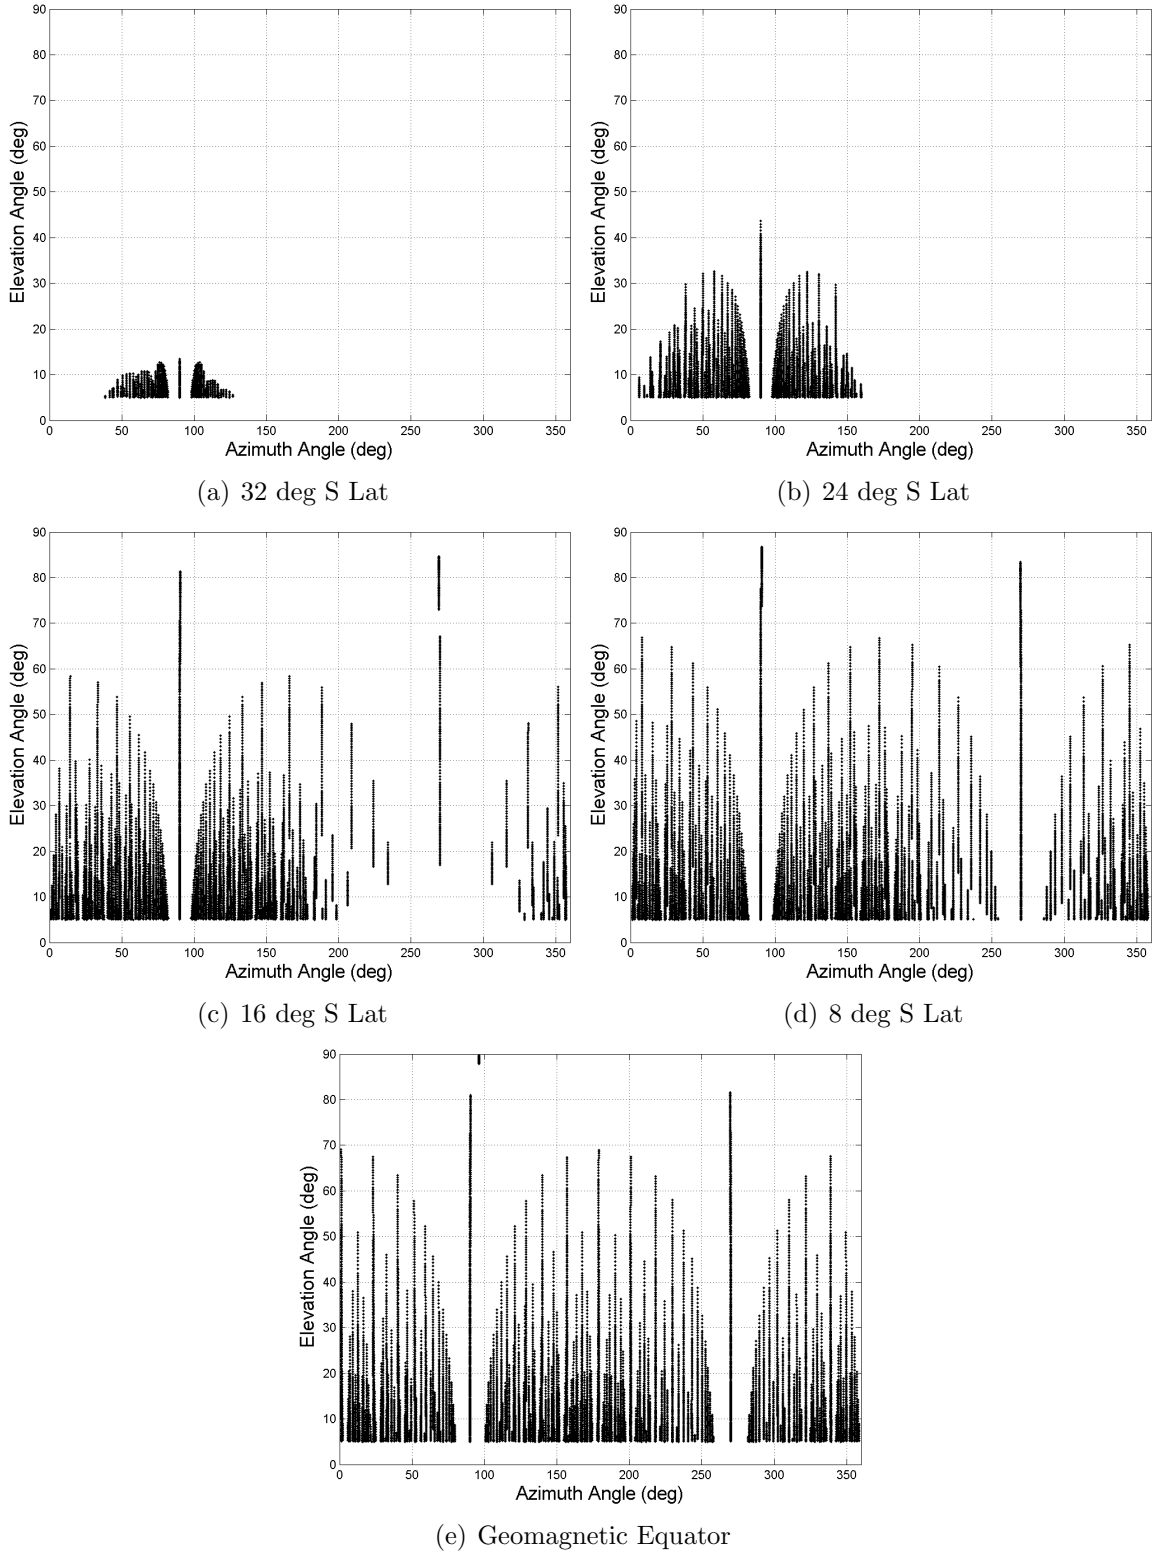 90
80
70
60
50
40
30
20
10
0
Elevation Angle (deg)
0 50 100 150 200 250 300 350
Azimuth Angle (deg)
(a) 32 deg S Lat
90
80
70
60
50
40
30
20
10
0
Elevation Angle (deg)
0 50 100 150 200 250 300 350
Azimuth Angle (deg)
(b) 24 deg S Lat
90
80
70
60
50
40
30
20
10
0
Elevation Angle (deg)
0 50 100 150 200 250 300 350
Azimuth Angle (deg)
(c) 16 deg S Lat
90
80
70
60
50
40
30
20
10
0
Elevation Angle (deg)
0 50 100 150 200 250 300 350
Azimuth Angle (deg)
(d) 8 deg S Lat
90
80
70
60
50
40
30
20
10
0
Elevation Angle (deg)
0 50 100 150 200 250 300 350
Azimuth Angle (deg)
(e) Geomagnetic Equator